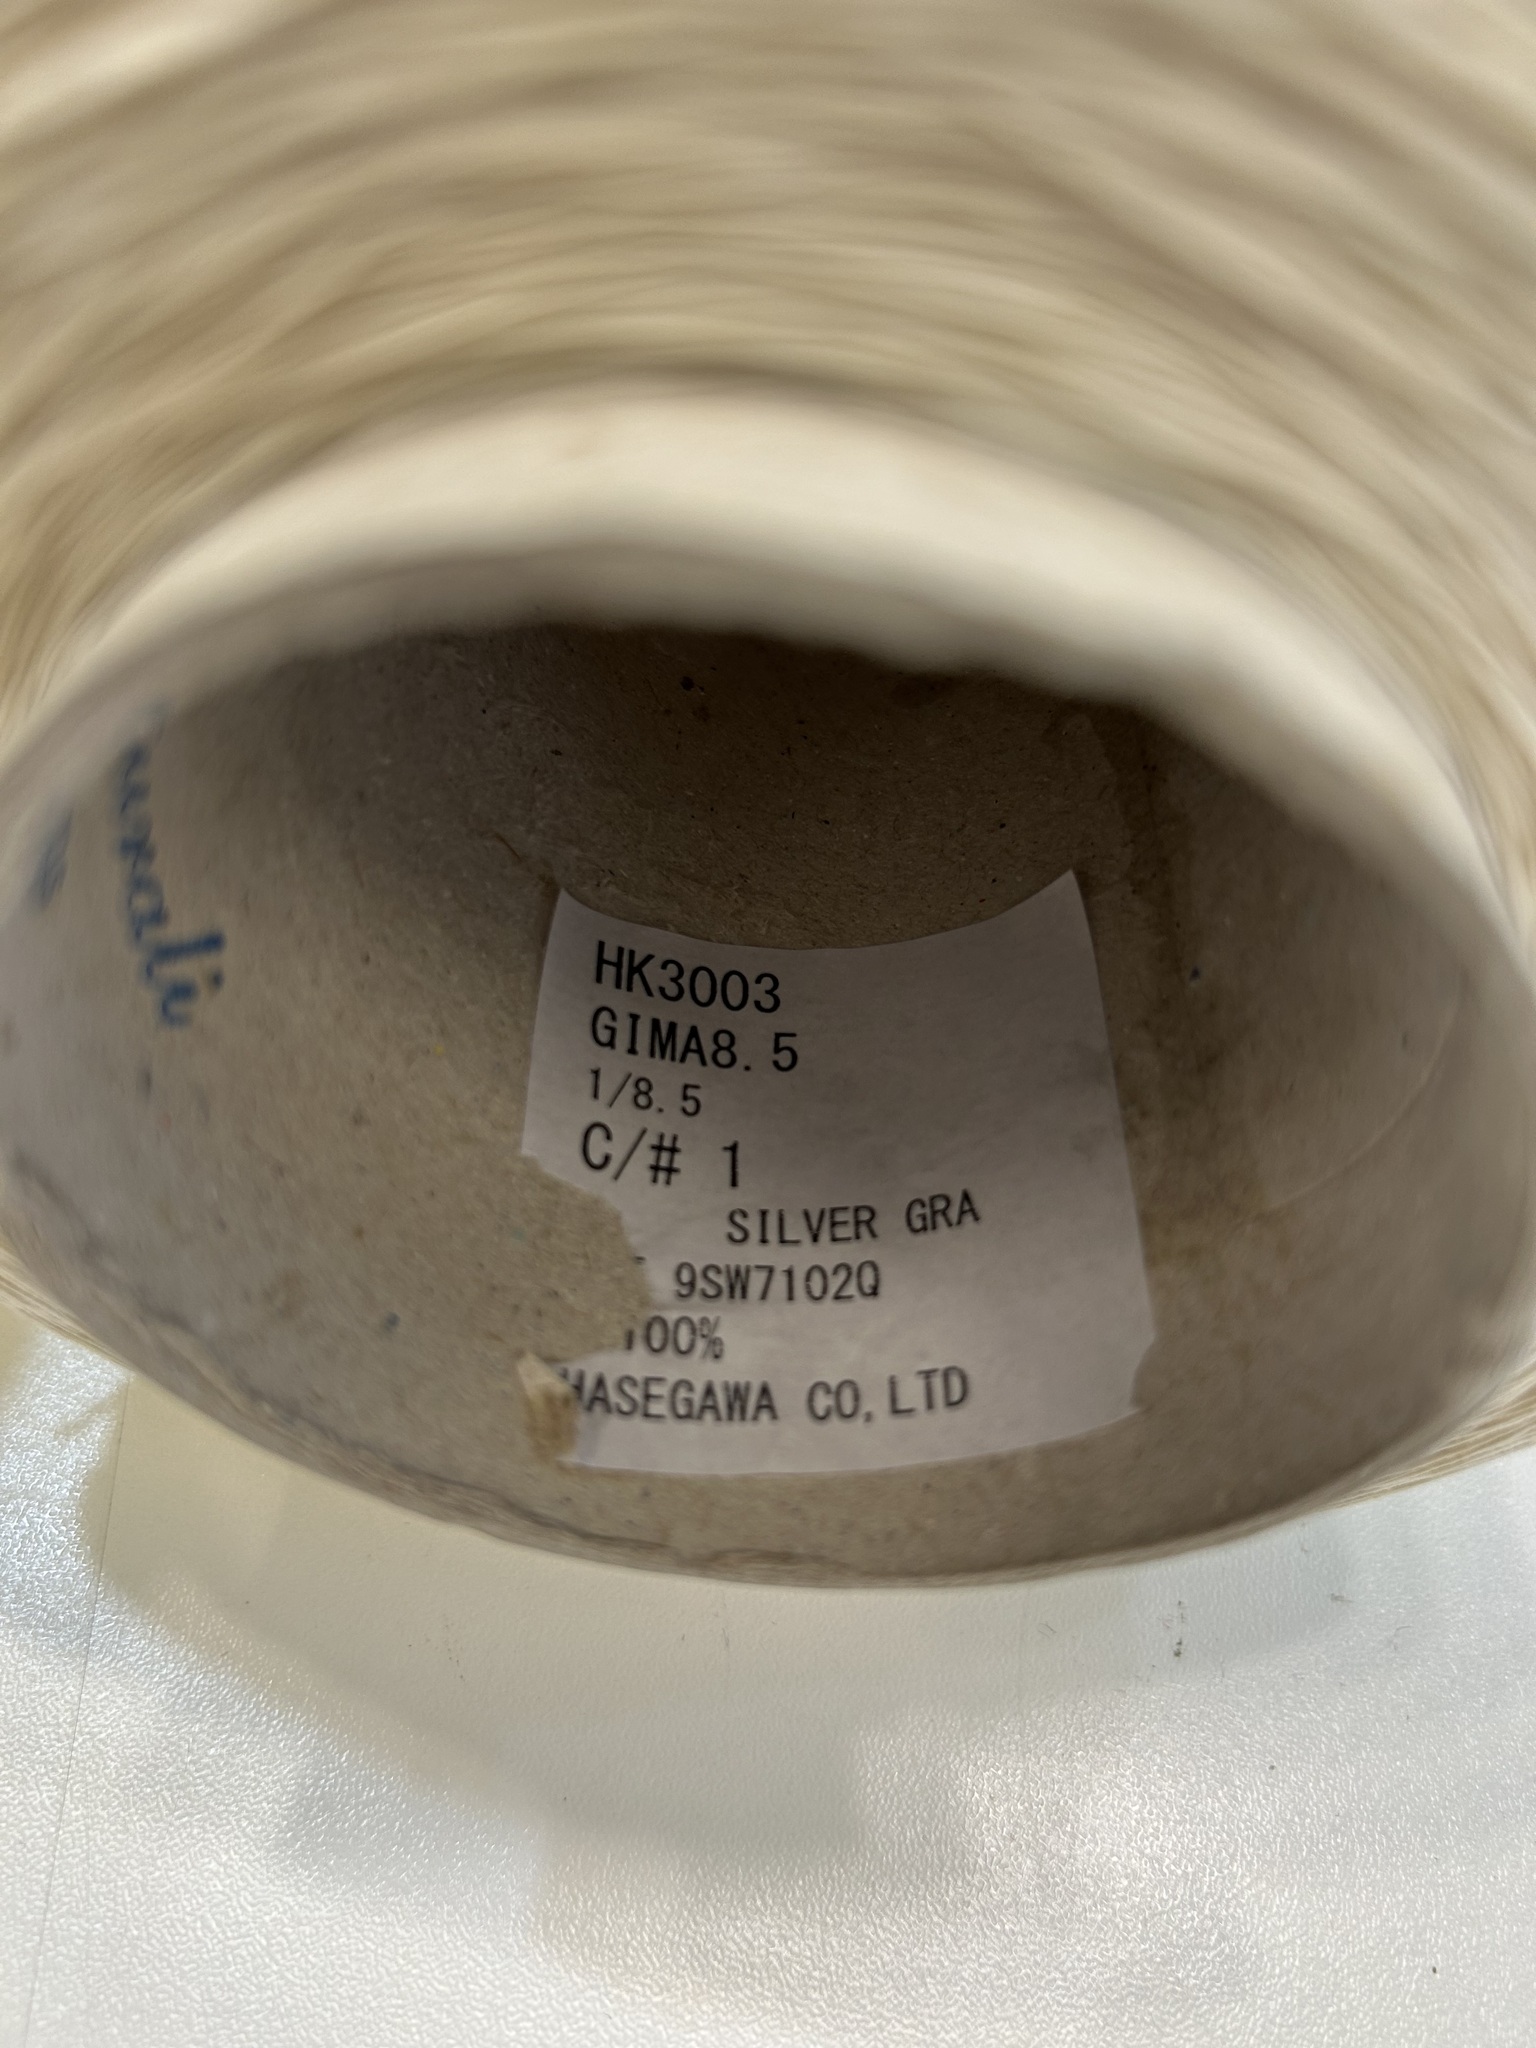 HK3003
GIMA8.5
1/8.5
C/# 1
SILVER GRA
9SW7102Q
100%
HASEGAWA CO,LTD